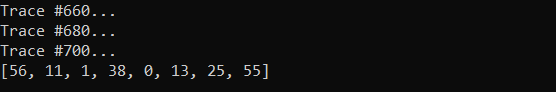 Trace #660...
Trace #680...
Trace #700...
[56, 11, 1, 38, 0, 13, 25, 55]